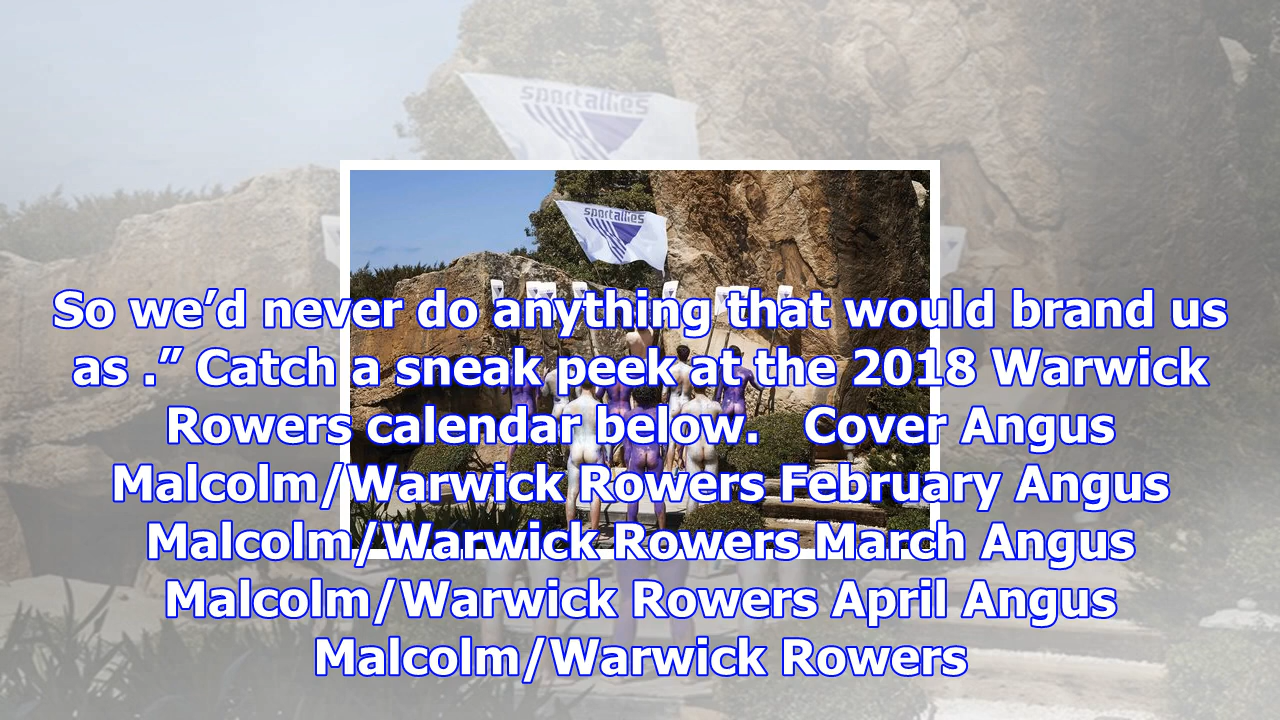 sportallies
sportallies
So we’d never do anything that would brand us
as .” Catch a sneak peek at the 2018 Warwick
Rowers calendar below.   Cover Angus
Malcolm/Warwick Rowers February Angus
Malcolm/Warwick Rowers March Angus
Malcolm/Warwick Rowers April Angus
Malcolm/Warwick Rowers